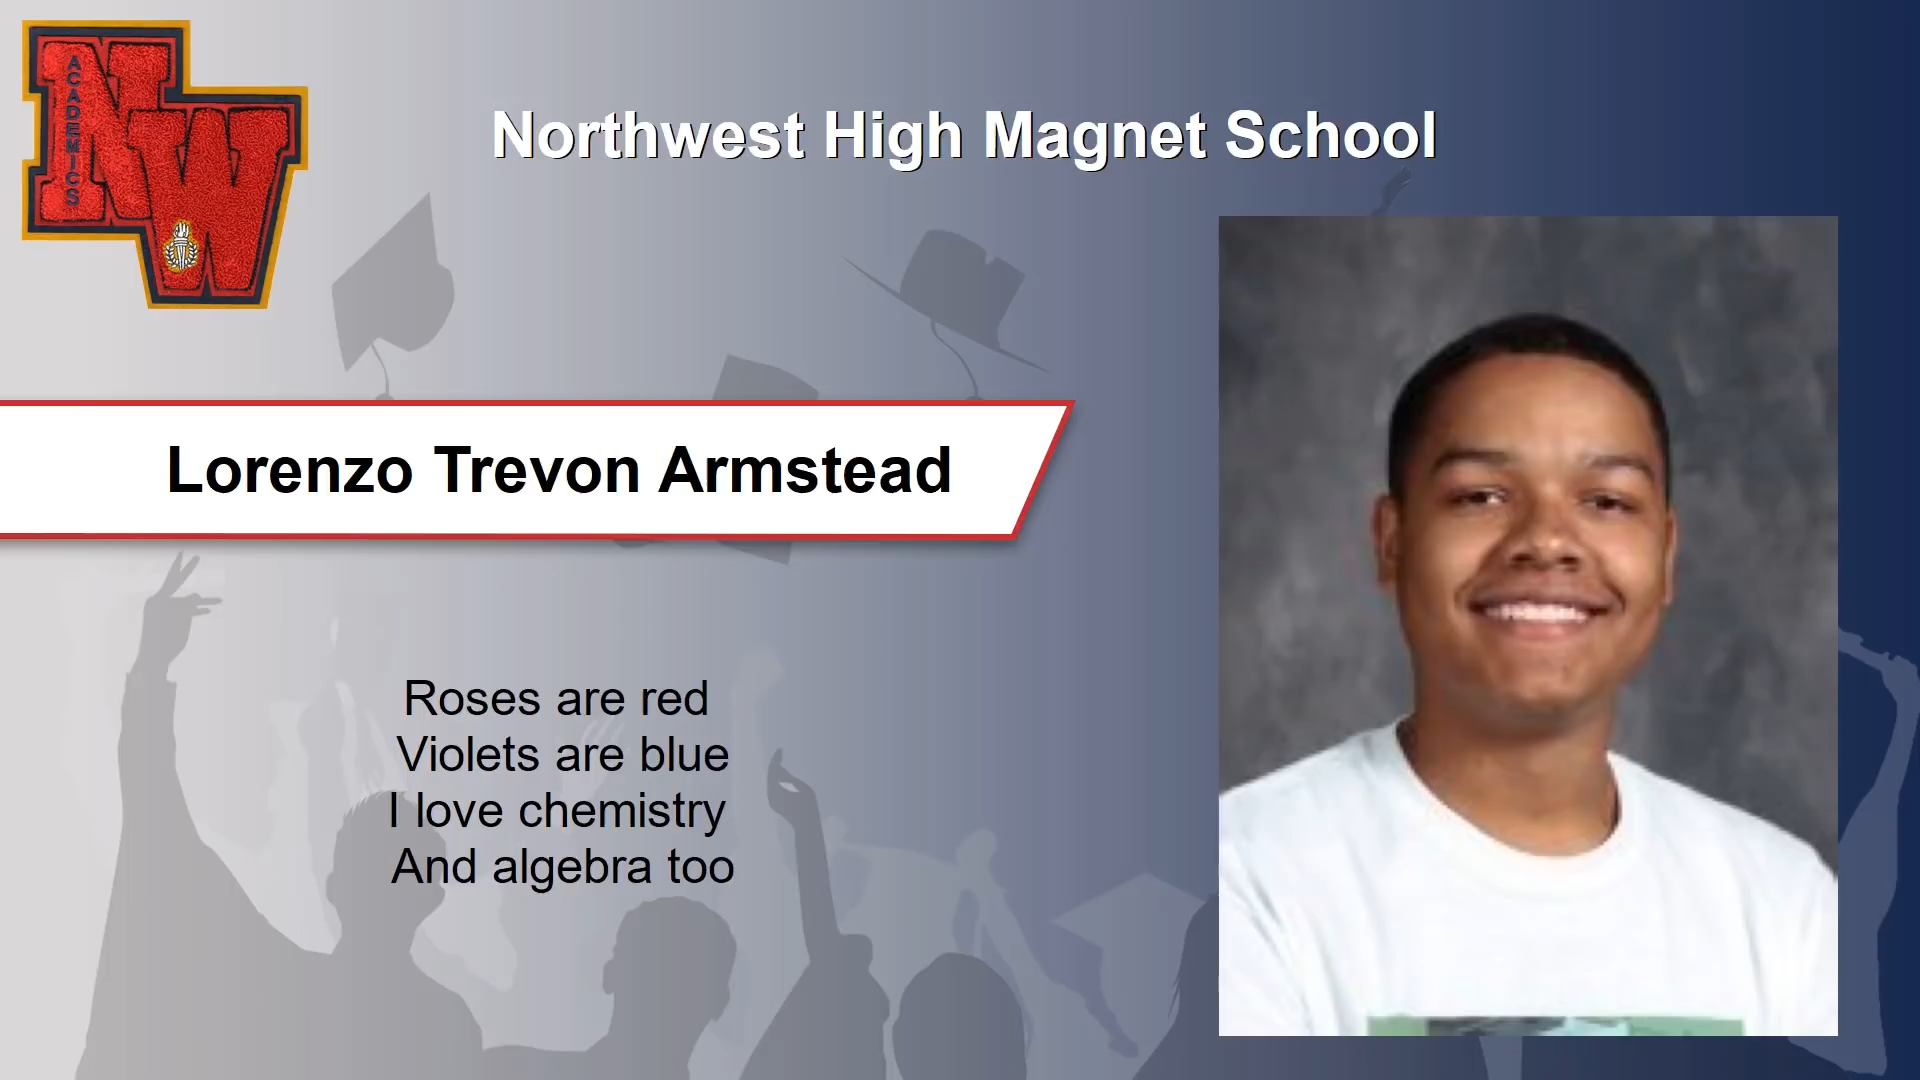 ACADEMICS
NW
Northwest High Magnet School
Lorenzo Trevon Armstead
Roses are red
Violets are blue
I love chemistry
And algebra too